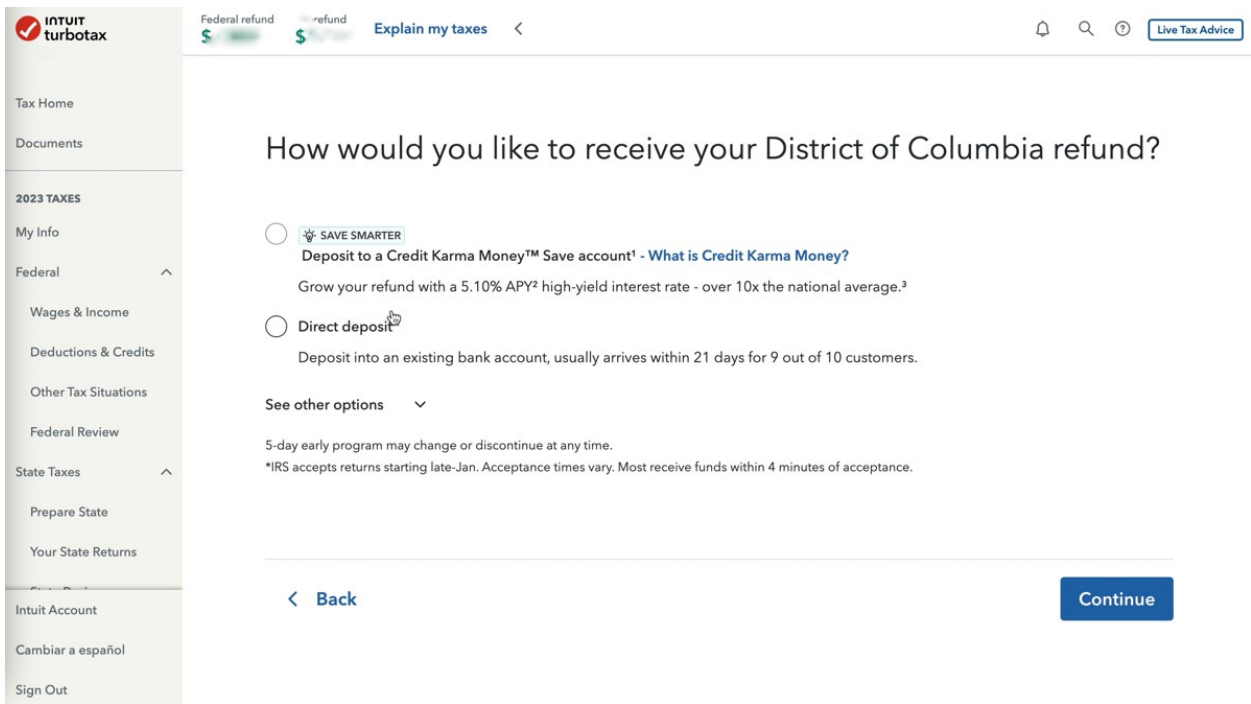 INTUIT
turbotax
Federal refund
refund
$
$
Explain my taxes
Live Tax Advice
Tax Home
Documents
2023 TAXES
My Info
Federal
Wages & Income
Deductions & Credits
Other Tax Situations
Federal Review
State Taxes
Prepare State
Your State Returns
Intuit Account
Cambiar a español
Sign Out
How would you like to receive your District of Columbia refund?
SAVE SMARTER
Deposit to a Credit Karma Money™ Save account¹ - What is Credit Karma Money?
Grow your refund with a 5.10% APY² high-yield interest rate - over 10x the national average.³
Direct deposit
Deposit into an existing bank account, usually arrives within 21 days for 9 out of 10 customers.
See other options
5-day early program may change or discontinue at any time.
*IRS accepts returns starting late-Jan. Acceptance times vary. Most receive funds within 4 minutes of acceptance.
Back
Continue